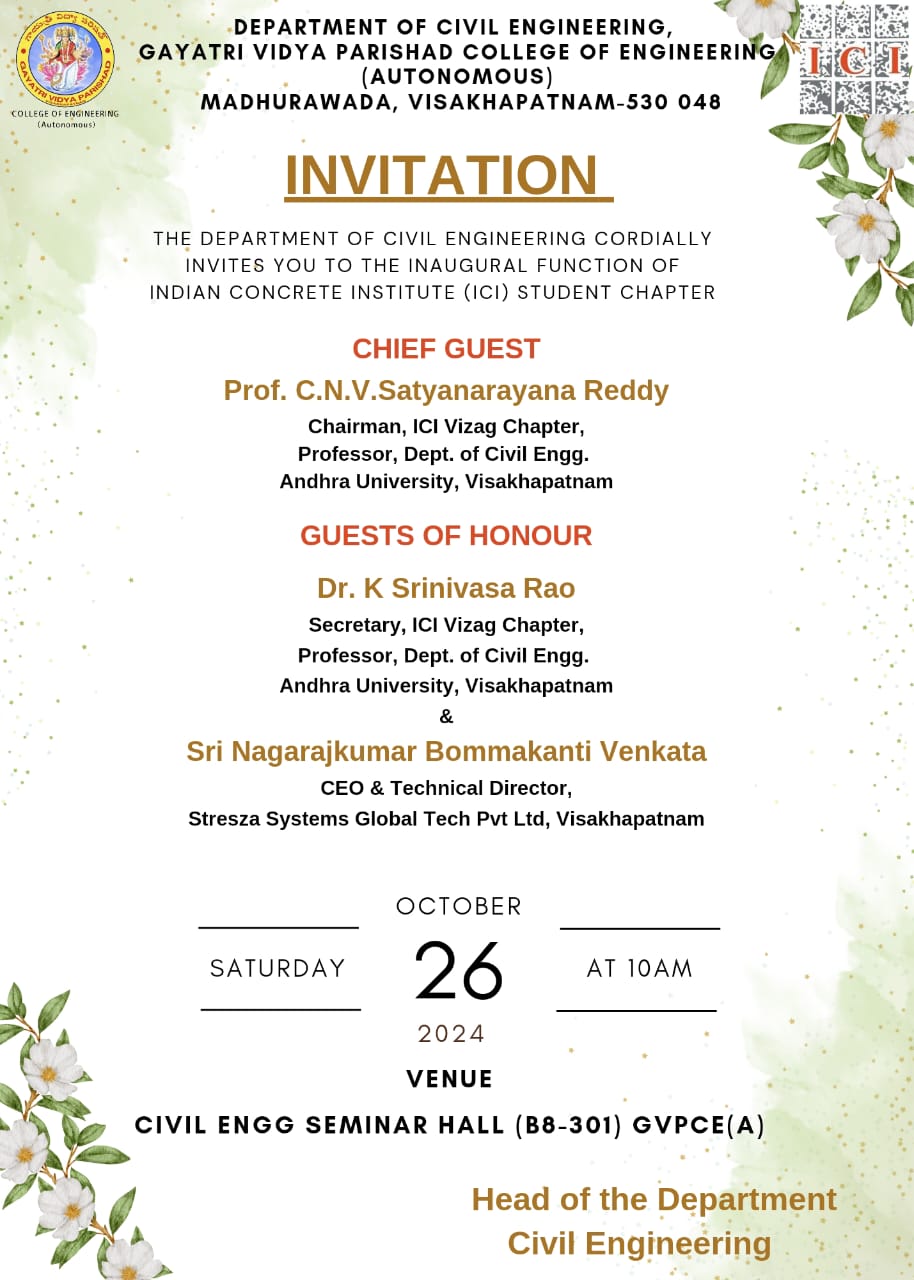 గాయత్రీ విద్యా పరిషత్
GAYATRI VIDYA PARISHAD
COLLEGE OF ENGINEERING
(Autonomous)
DEPARTMENT OF CIVIL ENGINEERING,
GAYATRI VIDYA PARISHAD COLLEGE OF ENGINEERING
(AUTONOMOUS)
MADHURAWADA, VISAKHAPATNAM-530 048
ICI
INVITATION
THE DEPARTMENT OF CIVIL ENGINEERING CORDIALLY
INVITES YOU TO THE INAUGURAL FUNCTION OF
INDIAN CONCRETE INSTITUTE (ICI) STUDENT CHAPTER
CHIEF GUEST
Prof. C.N.V.Satyanarayana Reddy
Chairman, ICI Vizag Chapter,
Professor, Dept. of Civil Engg.
Andhra University, Visakhapatnam
GUESTS OF HONOUR
Dr. K Srinivasa Rao
Secretary, ICI Vizag Chapter,
Professor, Dept. of Civil Engg.
Andhra University, Visakhapatnam
&
Sri Nagarajkumar Bommakanti Venkata
CEO & Technical Director,
Stresza Systems Global Tech Pvt Ltd, Visakhapatnam
OCTOBER
SATURDAY 26 AT 10AM
2024
VENUE
CIVIL ENGG SEMINAR HALL (B8-301) GVPCE(A)
Head of the Department
Civil Engineering